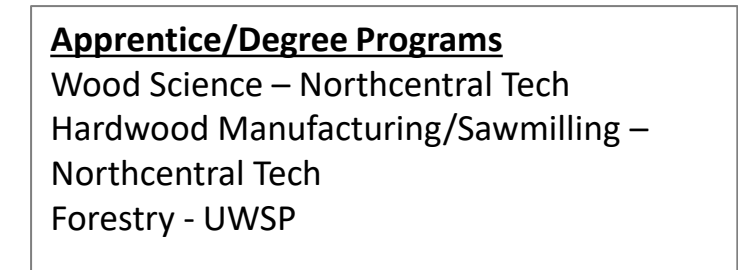 Apprentice/Degree Programs
Wood Science – Northcentral Tech
Hardwood Manufacturing/Sawmilling –
Northcentral Tech
Forestry - UWSP